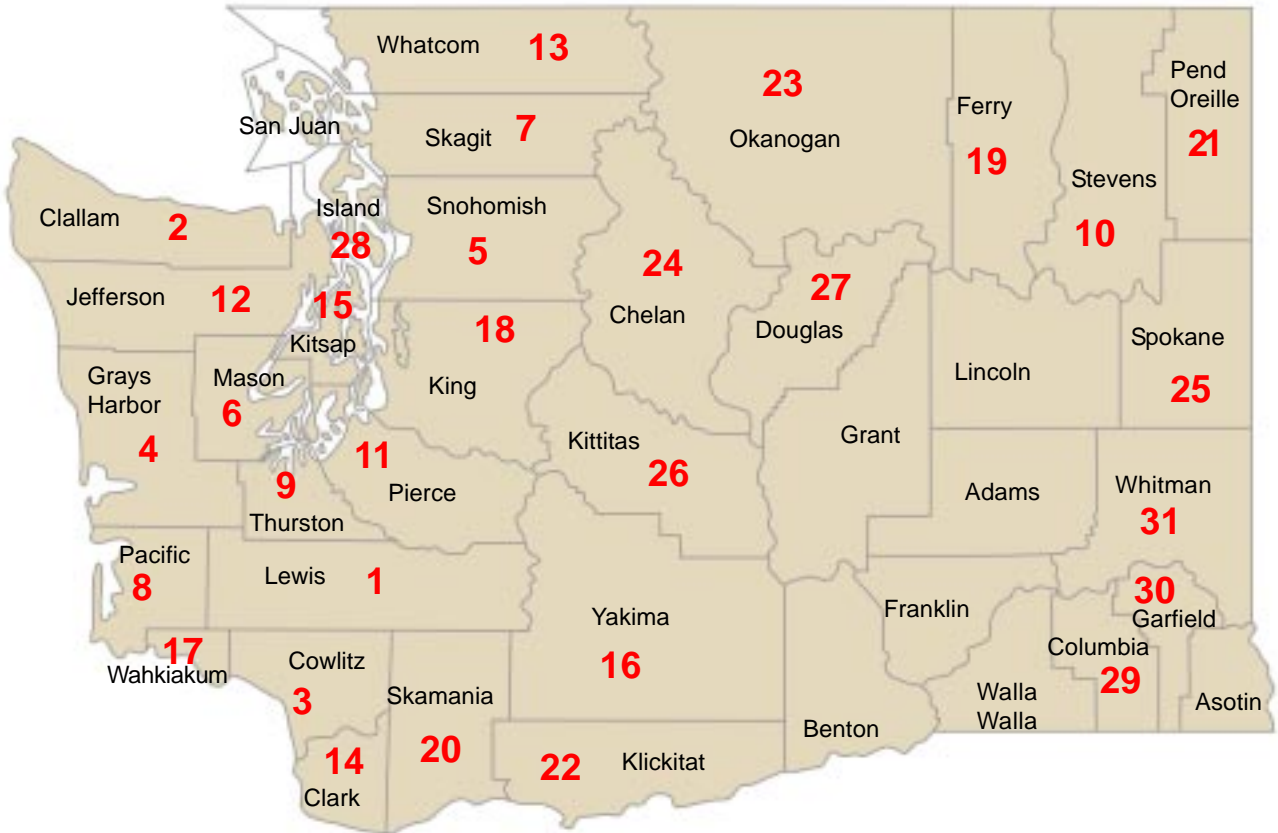 Whatcom 13
23
Pend
Oreille
21
Ferry
19
San Juan
Skagit 7
Okanogan
Stevens
10
Clallam 2
Island
28
Snohomish
5
24
Chelan
27
Douglas
Jefferson 12
15
Kitsap
18
King
Spokane
25
Grays
Harbor
4
Mason
6
Lincoln
Kittitas
26
Grant
11
Pierce
9
Thurston
Adams
Whitman
31
Pacific
8
Lewis 1
30
Garfield
Franklin
Yakima
16
17
Wahkiakum
Cowlitz
3
Columbia
29
Skamania
20
Walla
Walla
Asotin
Benton
14
Clark
22 Klickitat